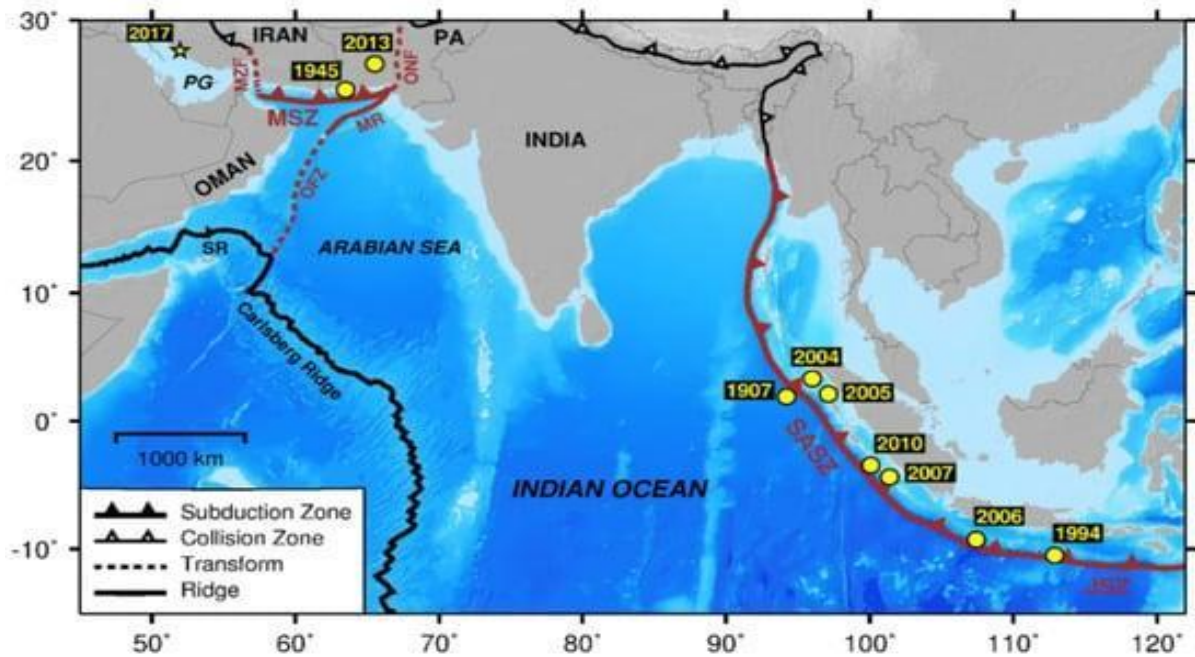 30°
20°
10°
0°
-10°
2017
IRAN
2013
PA
1945
PG
MZF
ONF
MSZ
MR
OMAN
OFZ
INDIA
SR
ARABIAN SEA
Carlsberg Ridge
2004
1907
2005
SASZ
2010
2007
1000 km
INDIAN OCEAN
2006
1994
Subduction Zone
Collision Zone
Transform
Ridge
50°
60°
70°
80°
90°
100°
110°
120°